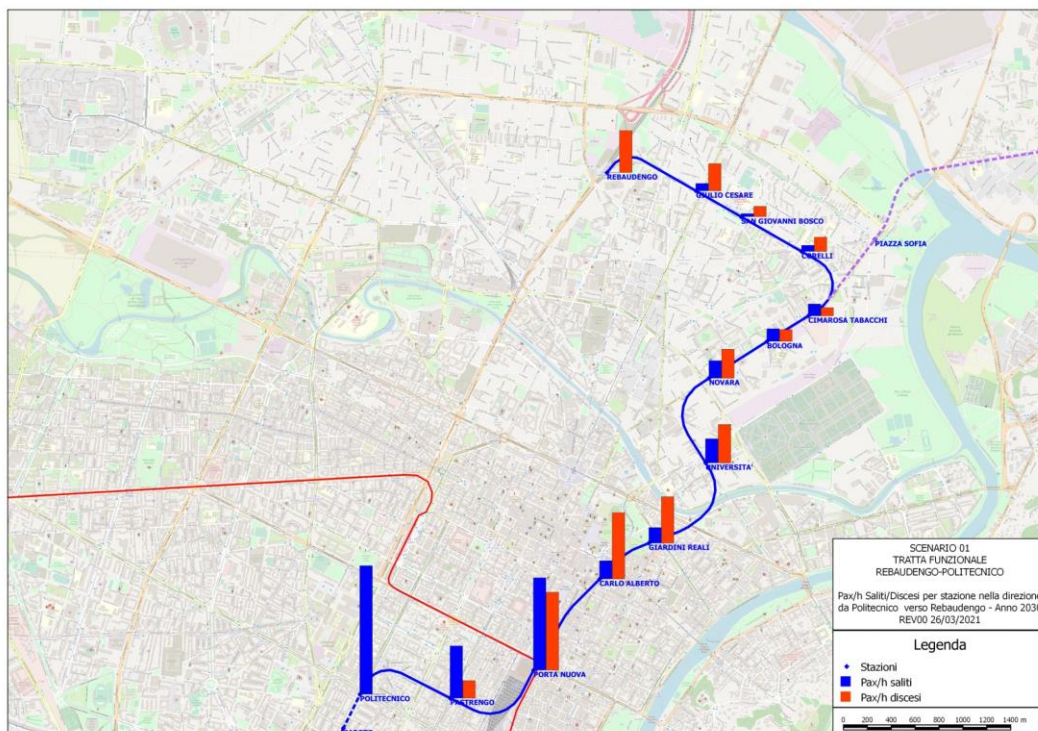 REBAUDENGO
GIULIO CESARE
SAN GIOVANNI BOSCO
CORELLI
PIAZZA SOFIA
CIMAROSA TABACCHI
BOLOGNA
NOVARA
UNIVERSITA'
GIARDINI REALI
CARLO ALBERTO
PORTA NUOVA
POLITECNICO
PASTRENGO
SCENARIO 01
TRATTA FUNZIONALE
REBAUDENGO-POLITECNICO
Pax/h Saliti/Discesi per stazione nella direzione
da Politecnico verso Rebaudengo - Anno 2030
REV00 26/03/2021
Legenda
Stazioni
Pax/h saliti
Pax/h discesi
0 200 400 600 800 1000 1200 1400 m